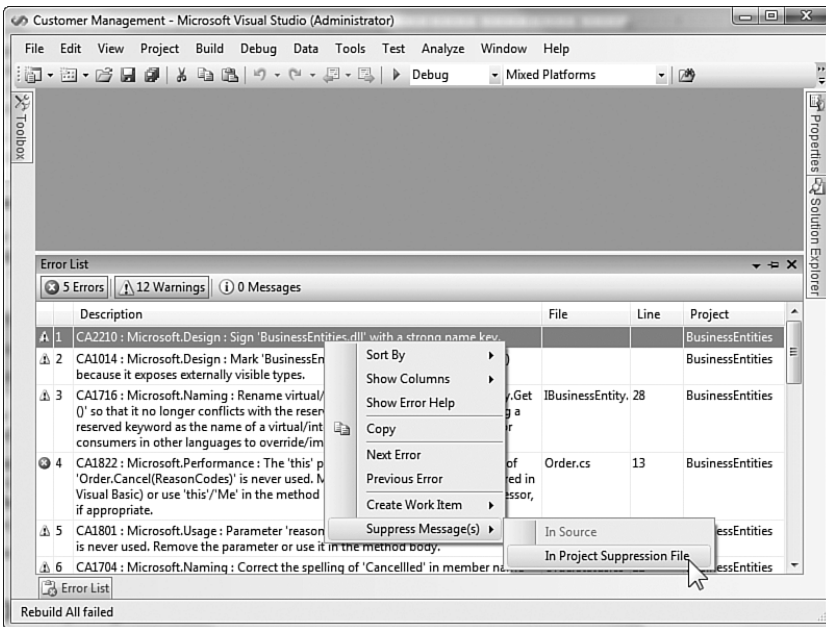 Customer Management - Microsoft Visual Studio (Administrator)
File Edit View Project Build Debug Data Tools Test Analyze Window Help
Debug Mixed Platforms
Toolbox
Properties
Solution Explorer
Error List
5 Errors 12 Warnings 0 Messages
Description File Line Project
1 CA2210 : Microsoft.Design : Sign 'BusinessEntities.dll' with a strong name key. BusinessEntities
2 CA1014 : Microsoft.Design : Mark 'BusinessEn ) BusinessEntities
because it exposes externally visible types.
3 CA1716 : Microsoft.Naming : Rename virtual/ y.Get IBusinessEntity. 28 BusinessEntities
()' so that it no longer conflicts with the reser g a
reserved keyword as the name of a virtual/int or
consumers in other languages to override/im
4 CA1822 : Microsoft.Performance : The 'this' p of Order.cs 13 BusinessEntities
'Order.Cancel(ReasonCodes)' is never used. M red in
Visual Basic) or use 'this'/'Me' in the method essor,
if appropriate.
5 CA1801 : Microsoft.Usage : Parameter 'reason essEntities
is never used. Remove the parameter or use it in the method body.
6 CA1704 : Microsoft.Naming : Correct the spelling of 'Cancellled' in member na essEntities
Sort By
Show Columns
Show Error Help
Copy
Next Error
Previous Error
Create Work Item
Suppress Message(s)
In Source
In Project Suppression File
Error List
Rebuild All failed